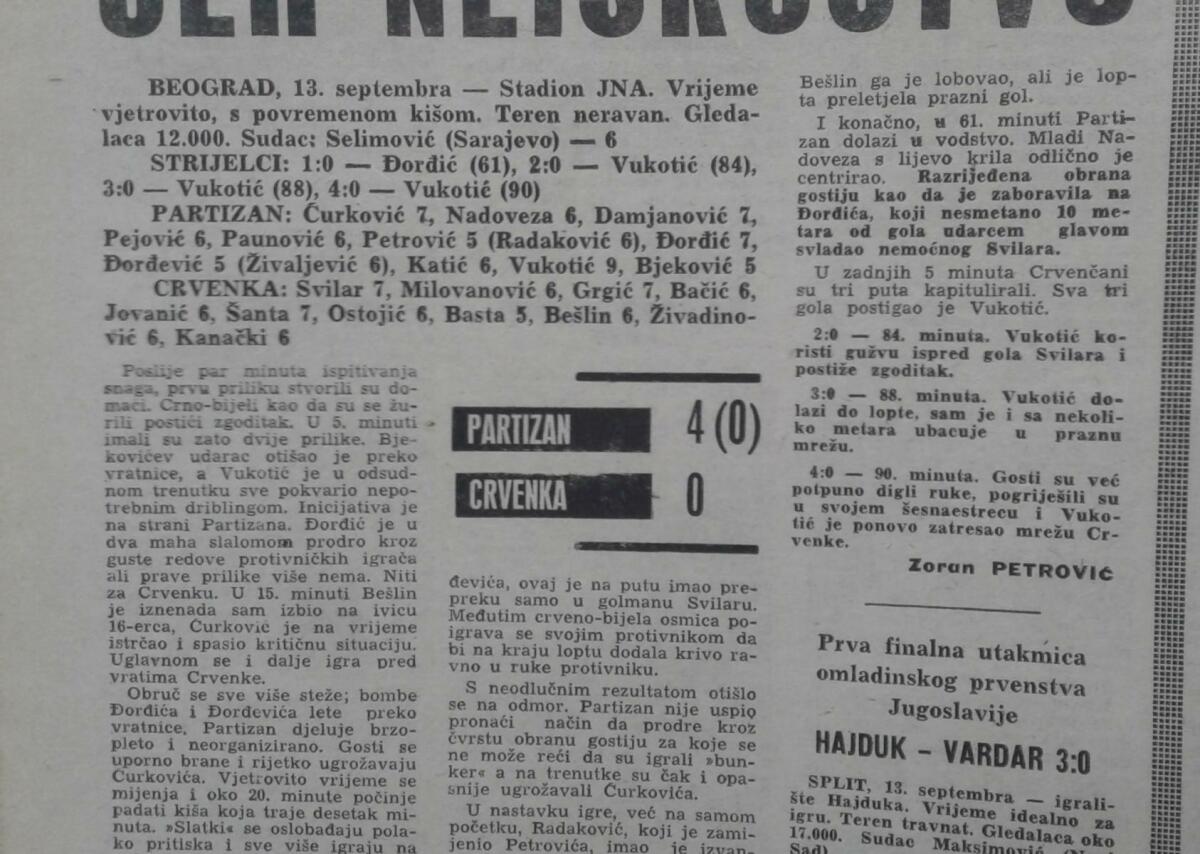 BEOGRAD, 13. septembra — Stadion JNA. Vrijeme
vjetrovito, s povremenom kišom. Teren neravan. Gleda-
laca 12.000. Sudac: Selimović (Sarajevo) — 6
STRIJELCI: 1:0 — Đorđić (61), 2:0 — Vukotić (84),
3:0 — Vukotić (88), 4:0 — Vukotić (90)
PARTIZAN: Ćurković 7, Nadoveza 6, Damjanović 7,
Pejović 6, Paunović 6, Petrović 5 (Radaković 6), Đorđić 7,
Đorđević 5 (Živaljević 6), Katić 6, Vukotić 9, Bjeković 5
CRVENKA: Svilar 7, Milovanović 6, Grgić 7, Bačić 6,
Jovanić 6, Šanta 7, Ostojić 6, Basta 5, Bešlin 6, Živadino-
vić 6, Kanački 6
Poslije par minuta ispitivanja
snaga, prvu priliku stvorili su do-
maći. Crno-bijeli kao da su se žu-
rili postići zgoditak. U 5. minuti
imali su zato dvije prilike. Bje-
kovićev udarac otišao je preko
vratnice, a Vukotić je u odsud-
nom trenutku sve pokvario nepo-
trebnim driblingom. Inicijativa je
na strani Partizana. Đorđić je u
dva maha slalomom prodro kroz
guste redove protivničkih igrača
ali prave prilike više nema. Niti
za Crvenku. U 15. minuti Bešlin
je iznenada sam izbio na ivicu
16-erca, Ćurković je na vrijeme
istrčao i spasio kritičnu situaciju.
Uglavnom se i dalje igra pred
vratima Crvenke.
Obruč se sve više steže; bombe
Đorđića i Đorđevića lete preko
vratnice, Partizan djeluje brzo-
pleto i neorganizirano. Gosti se
uporno brane i rijetko ugrožavaju
Ćurkovića. Vjetrovito vrijeme se
mijenja i oko 20. minute počinje
padati kiša koja traje desetak mi-
nuta. »Slatki« se oslobađaju pola-
ko pritiska i sve više igraju na
PARTIZAN 4 (0)
CRVENKA 0
đevića, ovaj je na putu imao pre-
preku samo u golmanu Svilaru.
Međutim crveno-bijela osmica po-
igrava se svojim protivnikom da
bi na kraju loptu dodala krivo ra-
vno u ruke protivniku.
S neodlučnim rezultatom otišlo
se na odmor. Partizan nije uspio
pronaći način da prodre kroz
čvrstu obranu gostiju za koje se
ne može reći da su igrali »bun-
ker« a na trenutke su čak i opa-
snije ugrožavali Ćurkovića.
U nastavku igre, već na samom
početku, Radaković, koji je zami-
jenio Petrovića, imao je izvan-
Bešlin ga je lobovao, ali je lop-
ta preletjela prazni gol.
I konačno, u 61. minuti Parti-
zan dolazi u vodstvo. Mladi Na-
doveza s lijevo krila odlično je
centrirao. Razrijeđena obrana
gostiju kao da je zaboravila na
Đorđića, koji nesmetano 10 me-
tara od gola udarcem glavom
svladao nemoćnog Svilara.
U zadnjih 5 minuta Crvenčani
su tri puta kapitulirali. Sva tri
gola postigao je Vukotić.
2:0 — 84. minuta. Vukotić ko-
risti gužvu ispred gola Svilara i
postiže zgoditak.
3:0 — 88. minuta. Vukotić do-
lazi do lopte, sam je i sa nekoli-
ko metara ubacuje u praznu
mrežu.
4:0 — 90. minuta. Gosti su već
potpuno digli ruke, pogriješili su
u svojem šesnaestrecu i Vuko-
tić je ponovo zatresao mrežu Cr-
venke.
Zoran PETROVIĆ
Prva finalna utakmica
omladinskog prvenstva
Jugoslavije
HAJDUK – VARDAR 3:0
SPLIT, 13. septembra — igrali-
šte Hajduka. Vrijeme idealno za
igru. Teren travnat. Gledalaca oko
17.000. Sudac Maksimović (Novi
Sad)